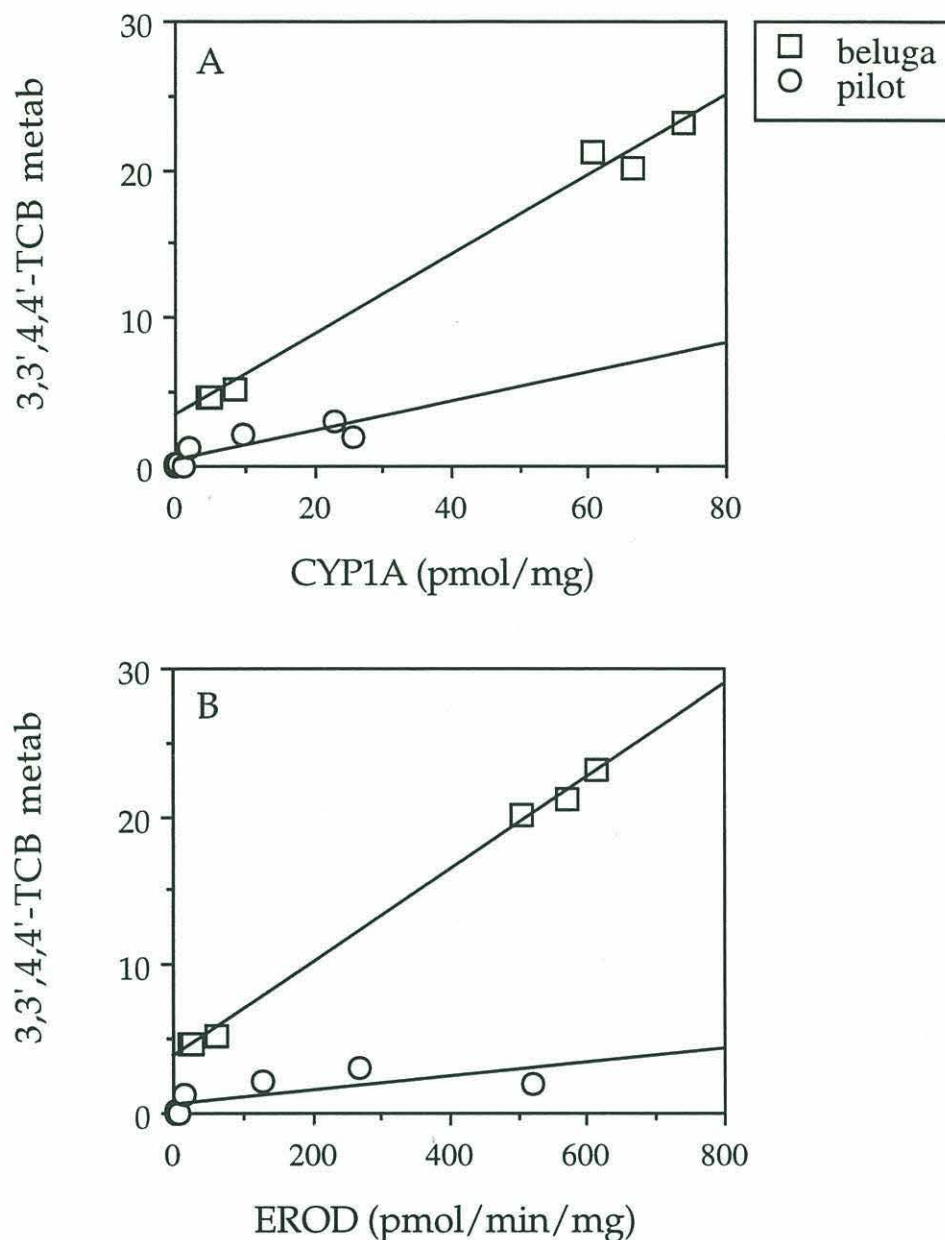 A
beluga
pilot
3,3',4,4'-TCB metab
30
20
10
0
0 20 40 60 80
CYP1A (pmol/mg)
B
3,3',4,4'-TCB metab
30
20
10
0
0 200 400 600 800
EROD (pmol/min/mg)